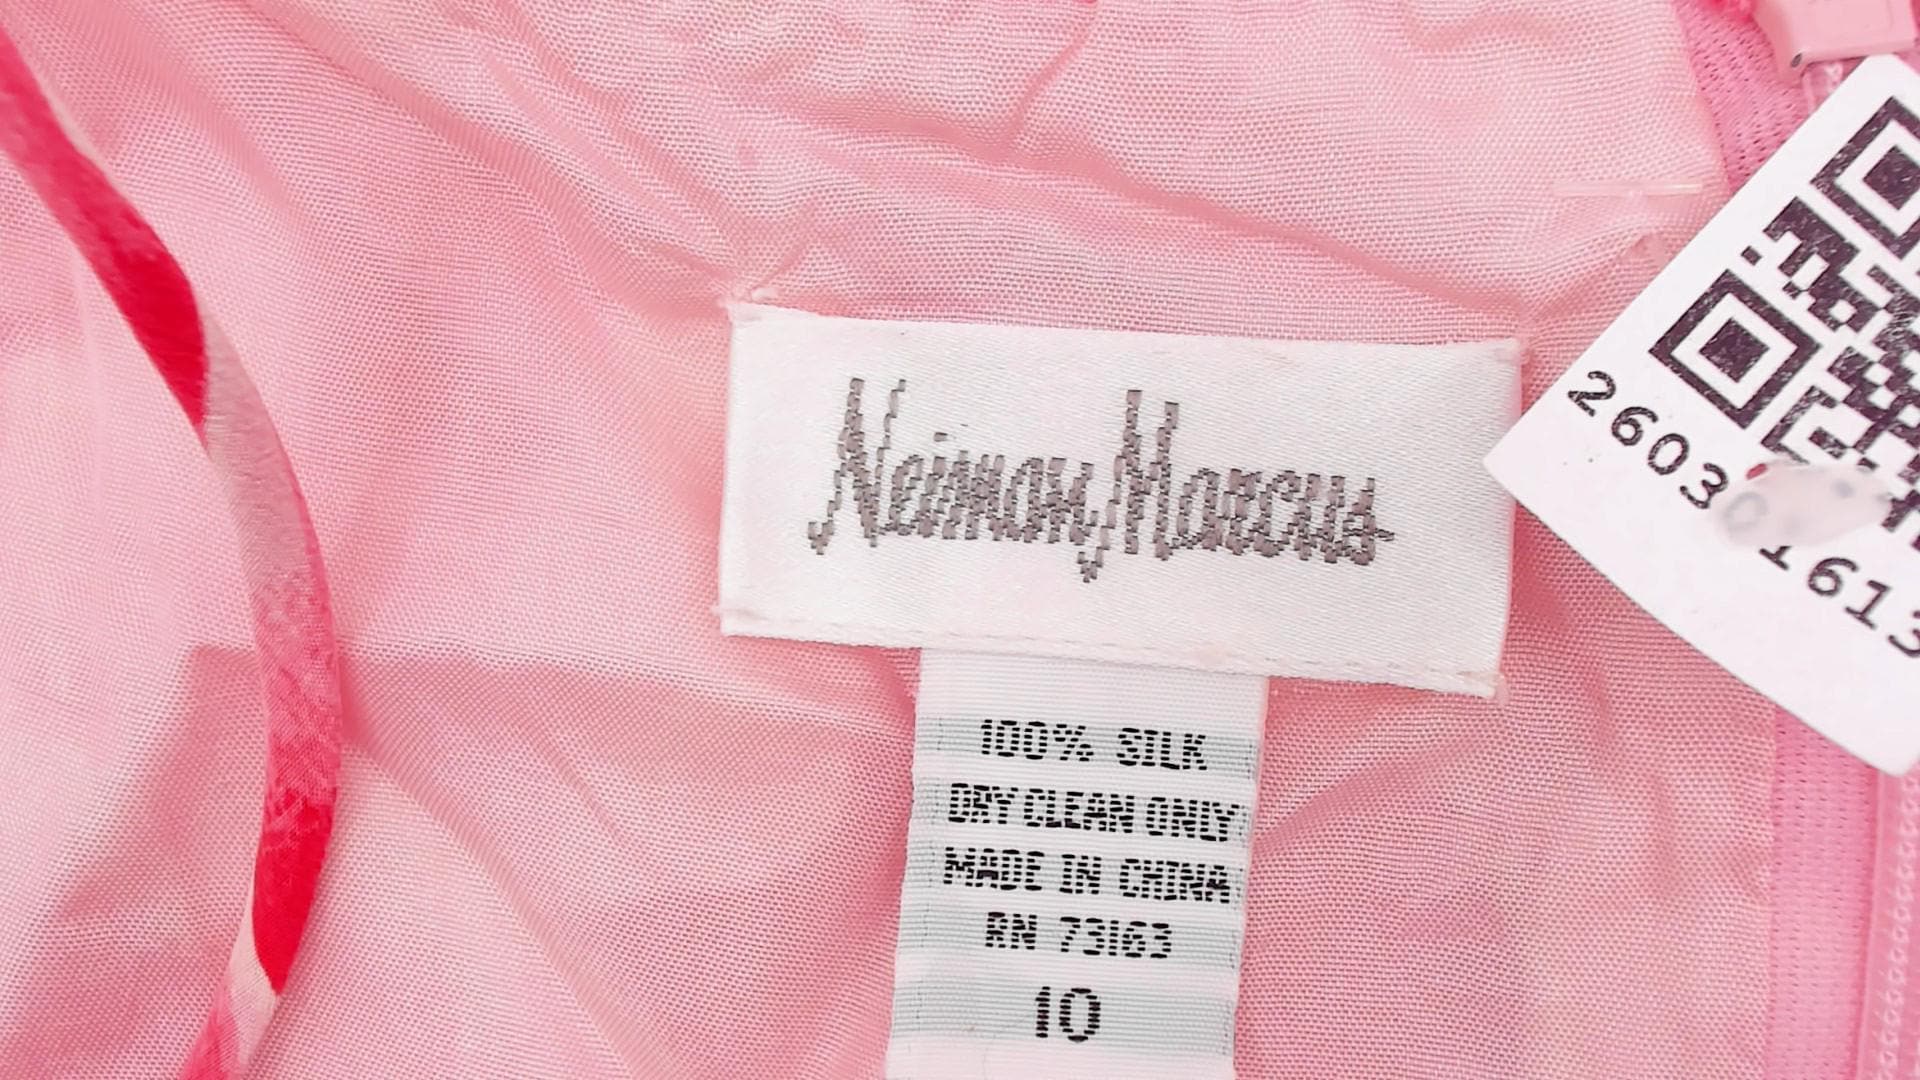 Neiman Marcus
100% SILK
DRY CLEAN ONLY
MADE IN CHINA
RN 73163
10